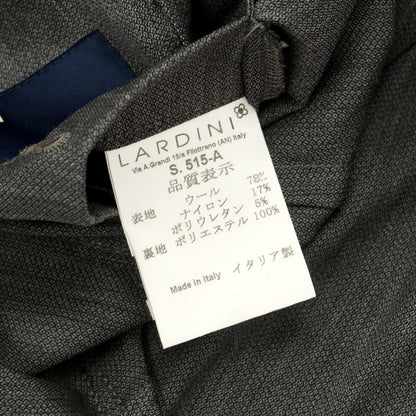 LARDINI
Via A.Grandi 15/a Filottrano (AN) Italy
S. 515-A
品質表示
表地 ウール 78%
ナイロン 17%
ポリウレタン 5%
裏地 ポリエステル 100%
Made in Italy イタリア製